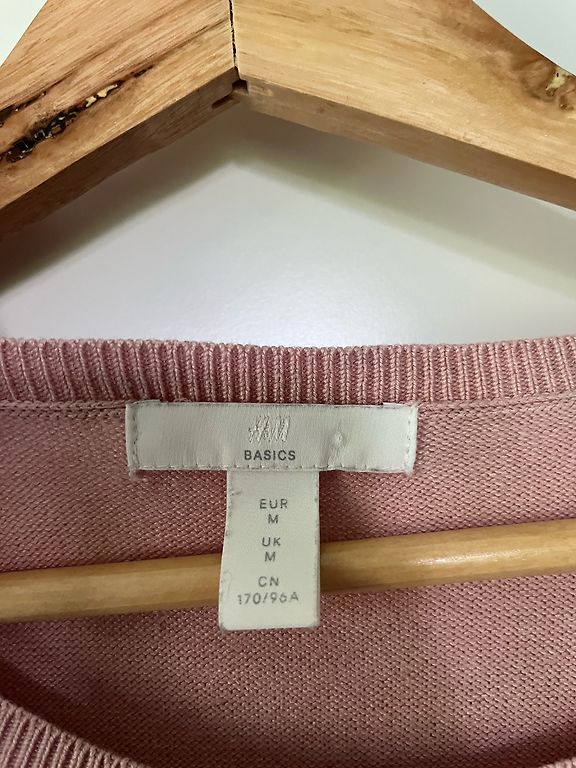 H&M
BASICS
EUR
M
UK
M
CN
170/96A